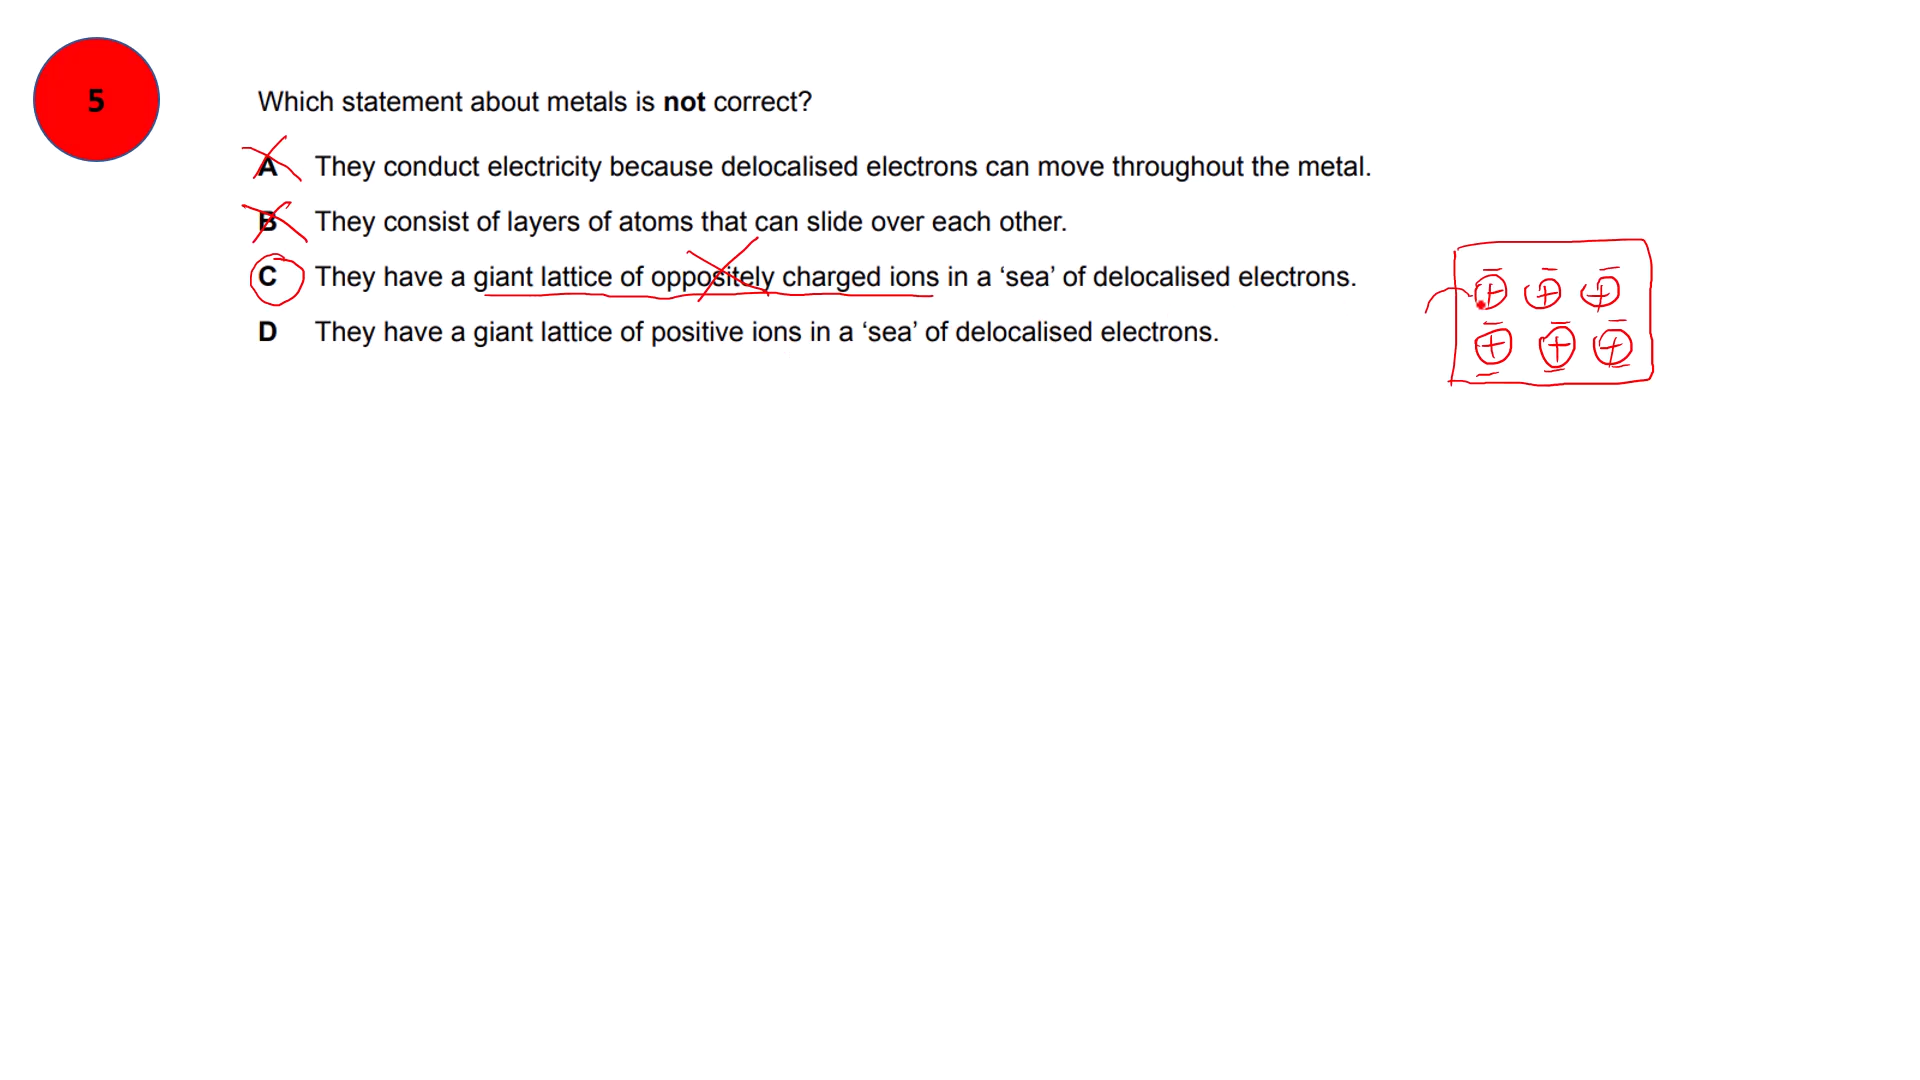 5
Which statement about metals is not correct?
A They conduct electricity because delocalised electrons can move throughout the metal.
B They consist of layers of atoms that can slide over each other.
C They have a giant lattice of oppositely charged ions in a ‘sea’ of delocalised electrons.
D They have a giant lattice of positive ions in a ‘sea’ of delocalised electrons.
− − −
+ + +
− − −
+ + +
− − −